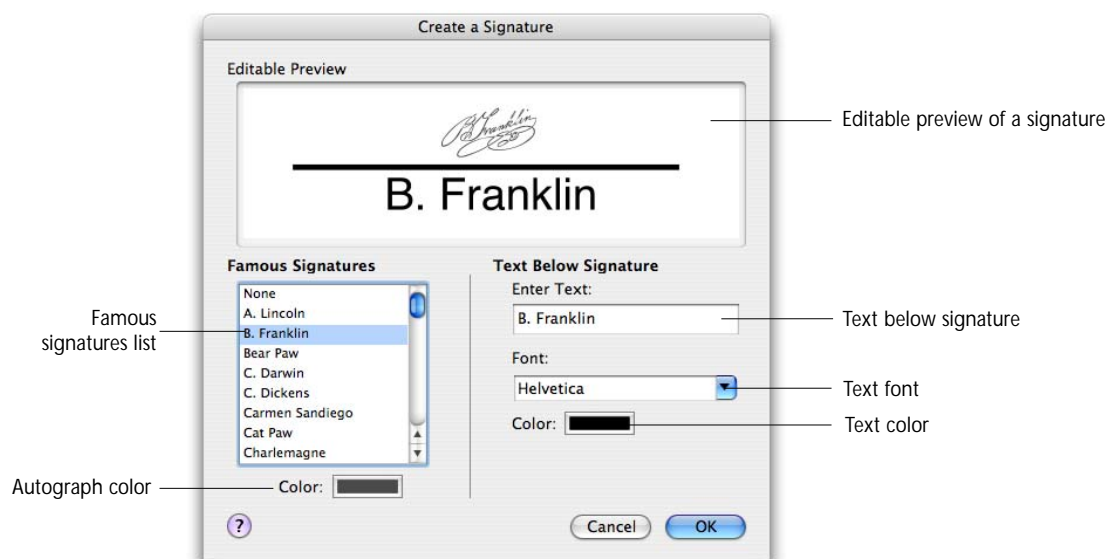 Create a Signature
Editable Preview
B. Franklin
B. Franklin
Editable preview of a signature
Famous Signatures
None
A. Lincoln
B. Franklin
Bear Paw
C. Darwin
C. Dickens
Carmen Sandiego
Cat Paw
Charlemagne
Color:
Famous
signatures list
Autograph color
Text Below Signature
Enter Text:
B. Franklin
Text below signature
Font:
Helvetica
Text font
Color:
Text color
?
Cancel
OK